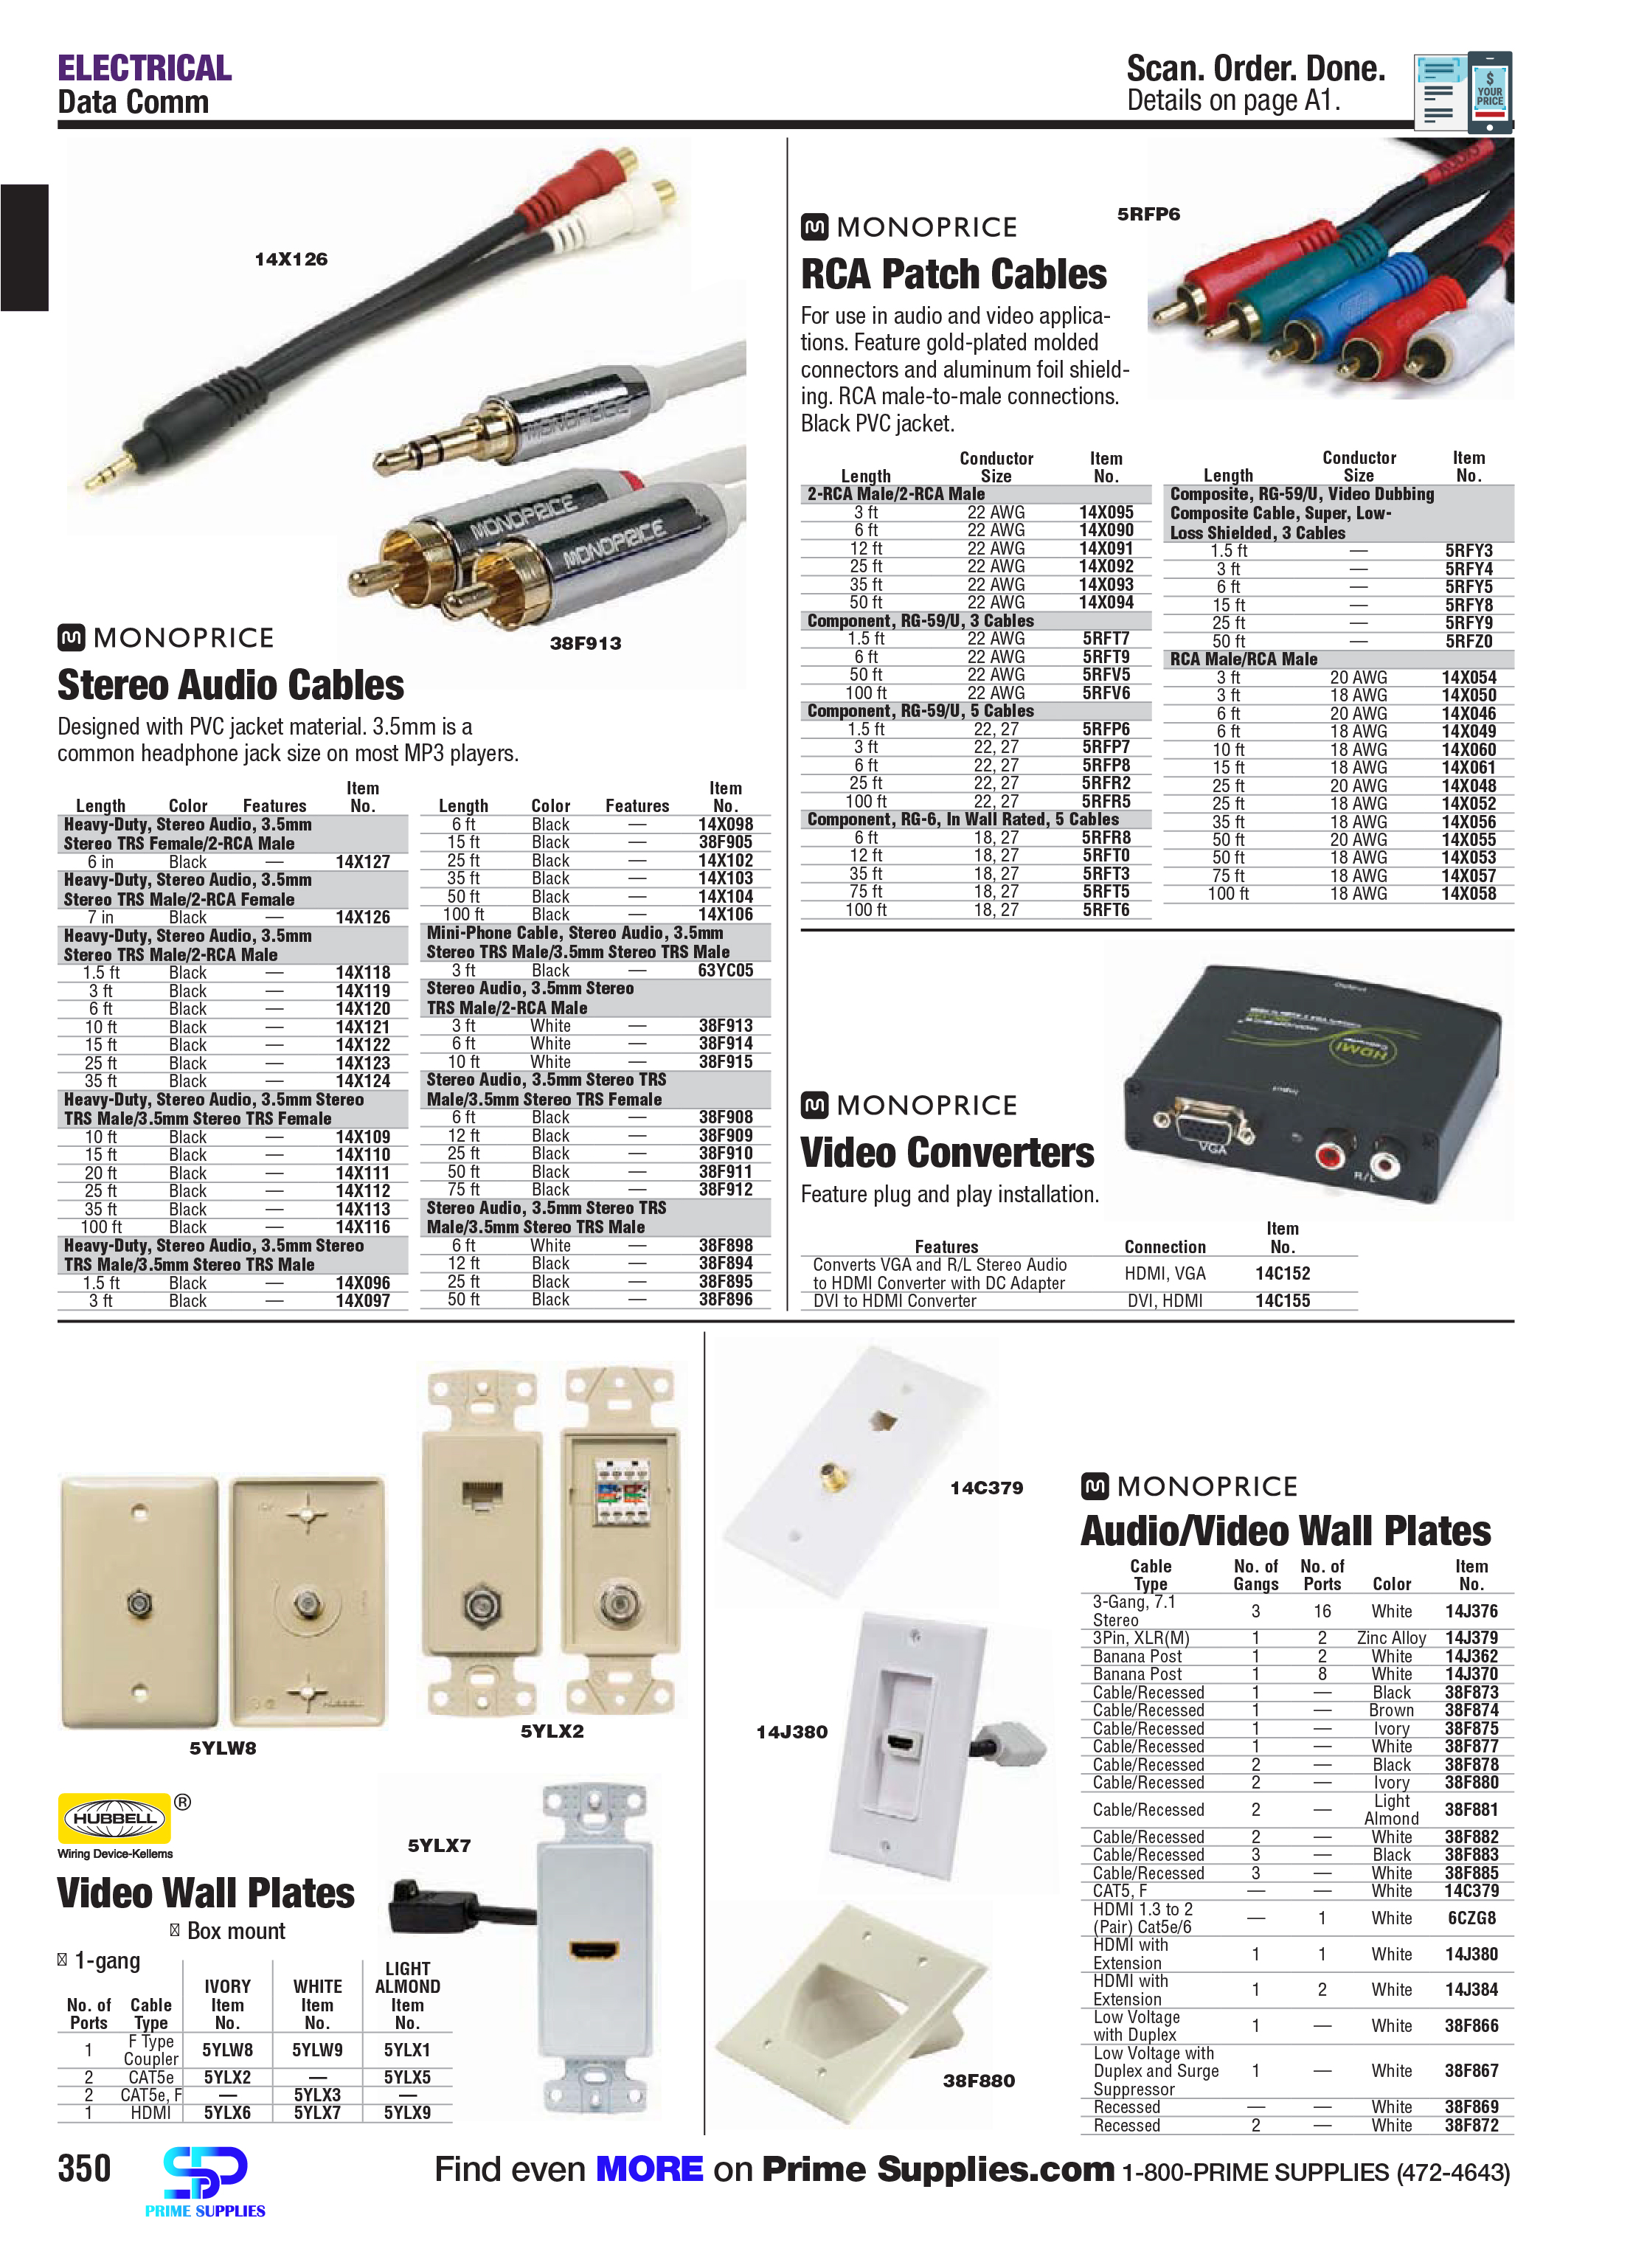 ELECTRICAL
Data Comm
Scan. Order. Done.
Details on page A1.
$
YOUR
PRICE
14X126
38F913
MONOPRICE
MONOPRICE
MONOPRICE
MONOPRICE
Stereo Audio Cables
Designed with PVC jacket material. 3.5mm is a
common headphone jack size on most MP3 players.
Length Color Features Item No.
Heavy-Duty, Stereo Audio, 3.5mm
Stereo TRS Female/2-RCA Male
6 in Black — 14X127
Heavy-Duty, Stereo Audio, 3.5mm
Stereo TRS Male/2-RCA Female
7 in Black — 14X126
Heavy-Duty, Stereo Audio, 3.5mm
Stereo TRS Male/2-RCA Male
1.5 ft Black — 14X118
3 ft Black — 14X119
6 ft Black — 14X120
10 ft Black — 14X121
15 ft Black — 14X122
25 ft Black — 14X123
35 ft Black — 14X124
Heavy-Duty, Stereo Audio, 3.5mm Stereo
TRS Male/3.5mm Stereo TRS Female
10 ft Black — 14X109
15 ft Black — 14X110
20 ft Black — 14X111
25 ft Black — 14X112
35 ft Black — 14X113
100 ft Black — 14X116
Heavy-Duty, Stereo Audio, 3.5mm Stereo
TRS Male/3.5mm Stereo TRS Male
1.5 ft Black — 14X096
3 ft Black — 14X097
Length Color Features Item No.
6 ft Black — 14X098
15 ft Black — 38F905
25 ft Black — 14X102
35 ft Black — 14X103
50 ft Black — 14X104
100 ft Black — 14X106
Mini-Phone Cable, Stereo Audio, 3.5mm
Stereo TRS Male/3.5mm Stereo TRS Male
3 ft Black — 63YC05
Stereo Audio, 3.5mm Stereo
TRS Male/2-RCA Male
3 ft White — 38F913
6 ft White — 38F914
10 ft White — 38F915
Stereo Audio, 3.5mm Stereo TRS
Male/3.5mm Stereo TRS Female
6 ft Black — 38F908
12 ft Black — 38F909
25 ft Black — 38F910
50 ft Black — 38F911
75 ft Black — 38F912
Stereo Audio, 3.5mm Stereo TRS
Male/3.5mm Stereo TRS Male
6 ft White — 38F898
12 ft Black — 38F894
25 ft Black — 38F895
50 ft Black — 38F896
MONOPRICE
5RFP6
RCA Patch Cables
For use in audio and video applica-
tions. Feature gold-plated molded
connectors and aluminum foil shield-
ing. RCA male-to-male connections.
Black PVC jacket.
Length Conductor Size Item No.
2-RCA Male/2-RCA Male
3 ft 22 AWG 14X095
6 ft 22 AWG 14X090
12 ft 22 AWG 14X091
25 ft 22 AWG 14X092
35 ft 22 AWG 14X093
50 ft 22 AWG 14X094
Component, RG-59/U, 3 Cables
1.5 ft 22 AWG 5RFT7
6 ft 22 AWG 5RFT9
50 ft 22 AWG 5RFV5
100 ft 22 AWG 5RFV6
Component, RG-59/U, 5 Cables
1.5 ft 22, 27 5RFP6
3 ft 22, 27 5RFP7
6 ft 22, 27 5RFP8
25 ft 22, 27 5RFR2
100 ft 22, 27 5RFR5
Component, RG-6, In Wall Rated, 5 Cables
6 ft 18, 27 5RFR8
12 ft 18, 27 5RFT0
35 ft 18, 27 5RFT3
75 ft 18, 27 5RFT5
100 ft 18, 27 5RFT6
Length Conductor Size Item No.
Composite, RG-59/U, Video Dubbing
Composite Cable, Super, Low-
Loss Shielded, 3 Cables
1.5 ft — 5RFY3
3 ft — 5RFY4
6 ft — 5RFY5
15 ft — 5RFY8
25 ft — 5RFY9
50 ft — 5RFZ0
RCA Male/RCA Male
3 ft 20 AWG 14X054
3 ft 18 AWG 14X050
6 ft 20 AWG 14X046
6 ft 18 AWG 14X049
10 ft 18 AWG 14X060
15 ft 18 AWG 14X061
25 ft 20 AWG 14X048
25 ft 18 AWG 14X052
35 ft 18 AWG 14X056
50 ft 20 AWG 14X055
50 ft 18 AWG 14X053
75 ft 18 AWG 14X057
100 ft 18 AWG 14X058
Output
HDMI
VGA
R/L
MONOPRICE
Video Converters
Feature plug and play installation.
Features Connection Item No.
Converts VGA and R/L Stereo Audio
to HDMI Converter with DC Adapter HDMI, VGA 14C152
DVI to HDMI Converter DVI, HDMI 14C155
5YLW8
5YLX2
HUBBELL ®
Wiring Device-Kellems
5YLX7
Video Wall Plates
Box mount
1-gang
No. of Ports Cable Type IVORY Item No. WHITE Item No. LIGHT ALMOND Item No.
1 F Type Coupler 5YLW8 5YLW9 5YLX1
2 CAT5e 5YLX2 — 5YLX5
2 CAT5e, F — 5YLX3 —
1 HDMI 5YLX6 5YLX7 5YLX9
14C379
14J380
38F880
MONOPRICE
Audio/Video Wall Plates
Cable Type No. of Gangs No. of Ports Color Item No.
3-Gang, 7.1 Stereo 3 16 White 14J376
3Pin, XLR(M) 1 2 Zinc Alloy 14J379
Banana Post 1 2 White 14J362
Banana Post 1 8 White 14J370
Cable/Recessed 1 — Black 38F873
Cable/Recessed 1 — Brown 38F874
Cable/Recessed 1 — Ivory 38F875
Cable/Recessed 1 — White 38F877
Cable/Recessed 2 — Black 38F878
Cable/Recessed 2 — Ivory 38F880
Cable/Recessed 2 — Light Almond 38F881
Cable/Recessed 2 — White 38F882
Cable/Recessed 3 — Black 38F883
Cable/Recessed 3 — White 38F885
CAT5, F — — White 14C379
HDMI 1.3 to 2 (Pair) Cat5e/6 — 1 White 6CZG8
HDMI with Extension 1 1 White 14J380
HDMI with Extension 1 2 White 14J384
Low Voltage with Duplex 1 — White 38F866
Low Voltage with Duplex and Surge Suppressor 1 — White 38F867
Recessed — — White 38F869
Recessed 2 — White 38F872
350
PRIME SUPPLIES
Find even MORE on Prime Supplies.com 1-800-PRIME SUPPLIES (472-4643)